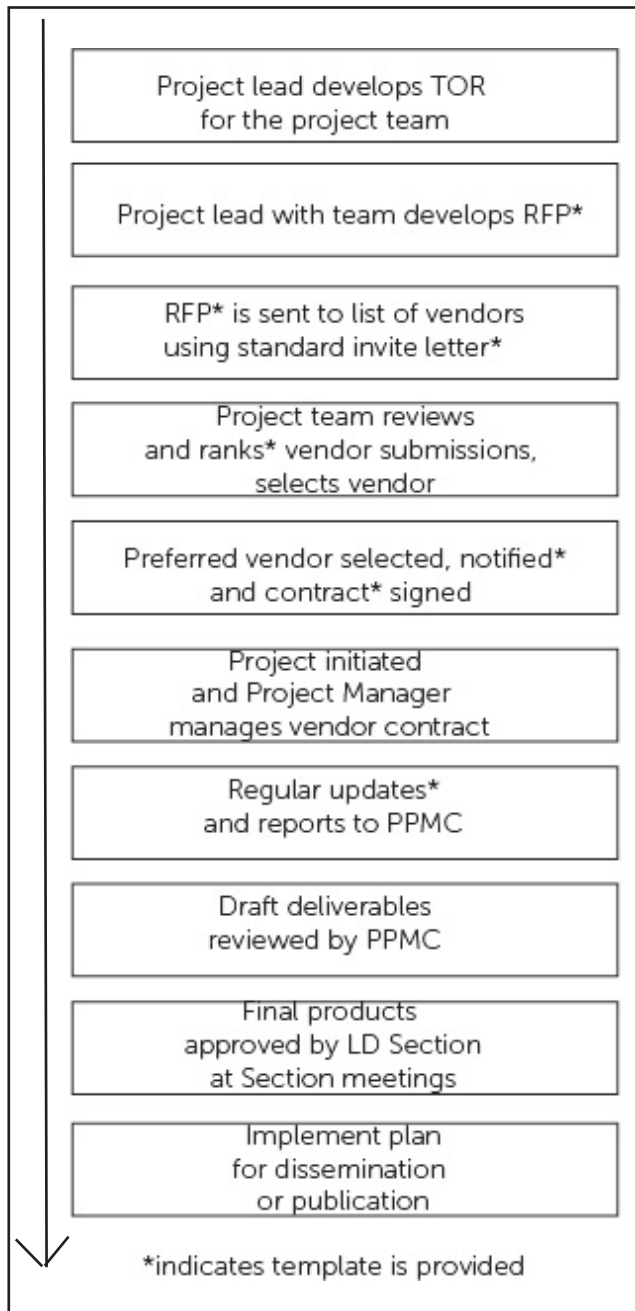 Project lead develops TOR
for the project team
Project lead with team develops RFP*
RFP* is sent to list of vendors
using standard invite letter*
Project team reviews
and ranks* vendor submissions,
selects vendor
Preferred vendor selected, notified*
and contract* signed
Project initiated
and Project Manager
manages vendor contract
Regular updates*
and reports to PPMC
Draft deliverables
reviewed by PPMC
Final products
approved by LD Section
at Section meetings
Implement plan
for dissemination
or publication
*indicates template is provided